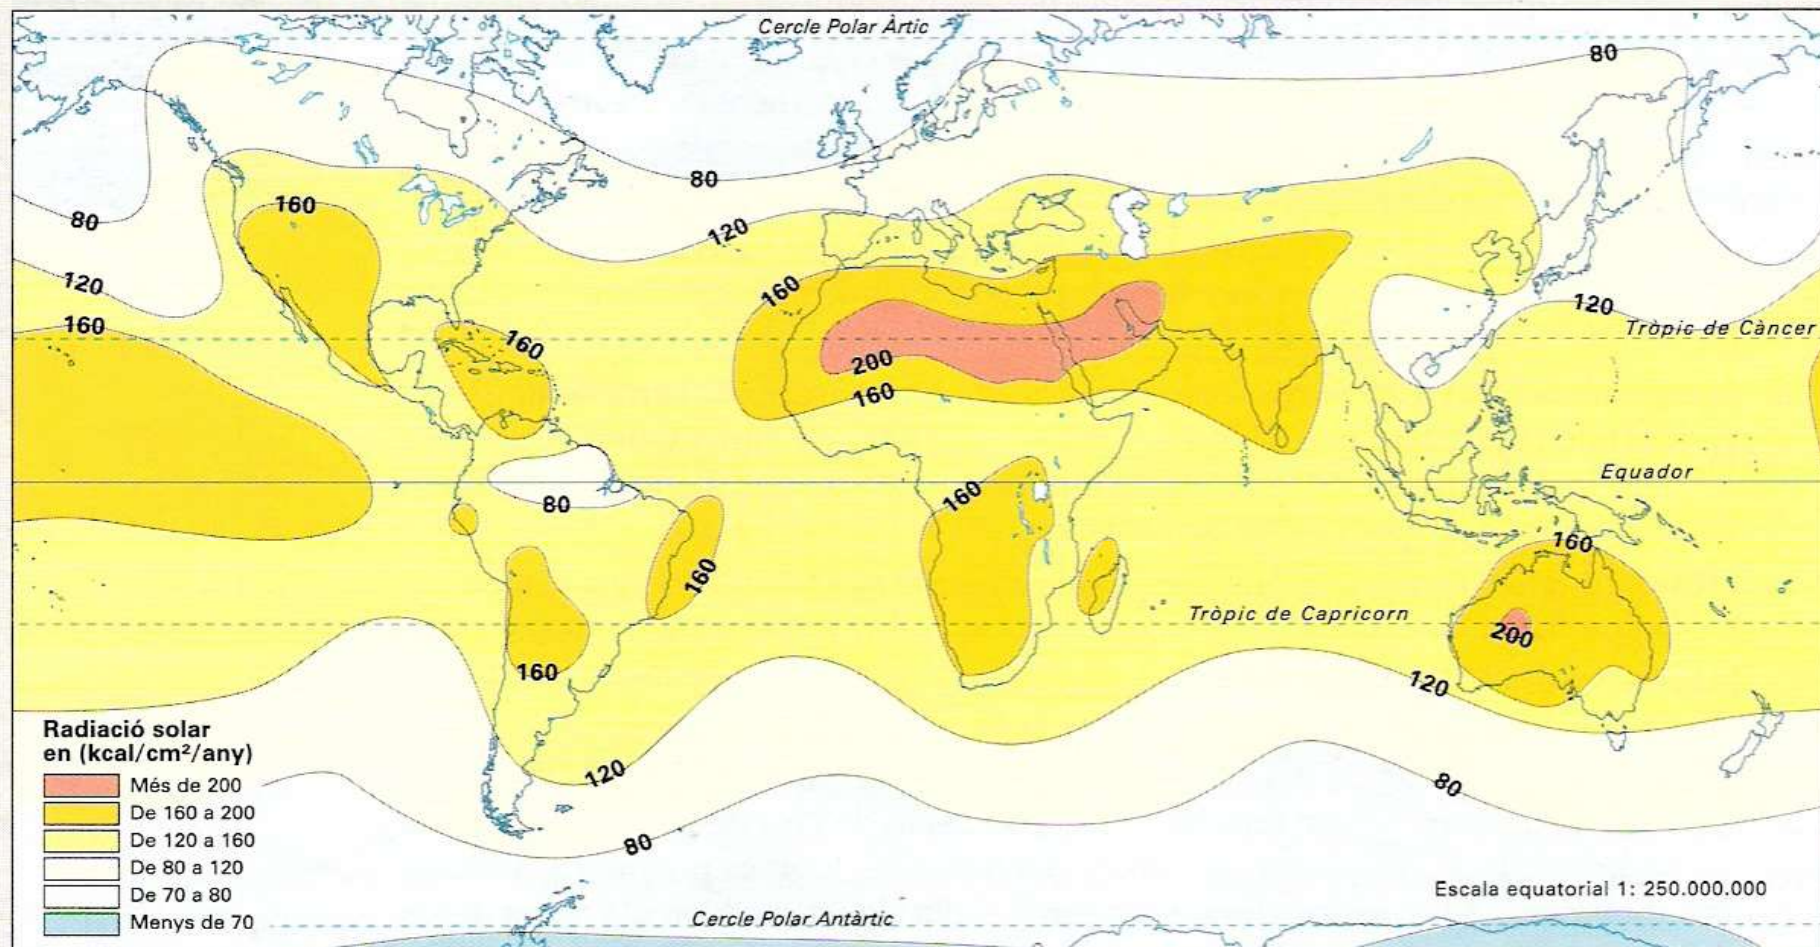 Cercle Polar Àrtic
80
80
80
160
120
120
160
160
120
160
Tròpic de Càncer
160
200
160
Equador
80
160
160
160
Tròpic de Capricorn
200
160
120
120
80
80
Radiació solar
en (kcal/cm²/any)
Més de 200
De 160 a 200
De 120 a 160
De 80 a 120
De 70 a 80
Menys de 70
Escala equatorial 1: 250.000.000
Cercle Polar Antàrtic